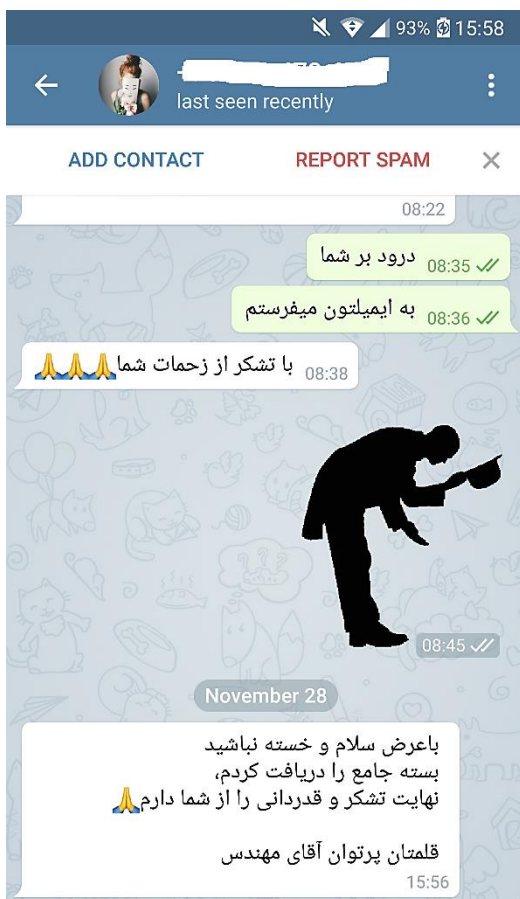 93% 15:58
last seen recently
ADD CONTACT REPORT SPAM
08:22
درود بر شما 08:35
به ایمیلتون میفرستم 08:36
با تشکر از زحمات شما🙏🙏🙏 08:38
08:45
November 28
باعرض سلام و خسته نباشید
بسته جامع را دریافت کردم،
نهایت تشکر و قدردانی را از شما دارم🙏
قلمتان پرتوان آقای مهندس
15:56